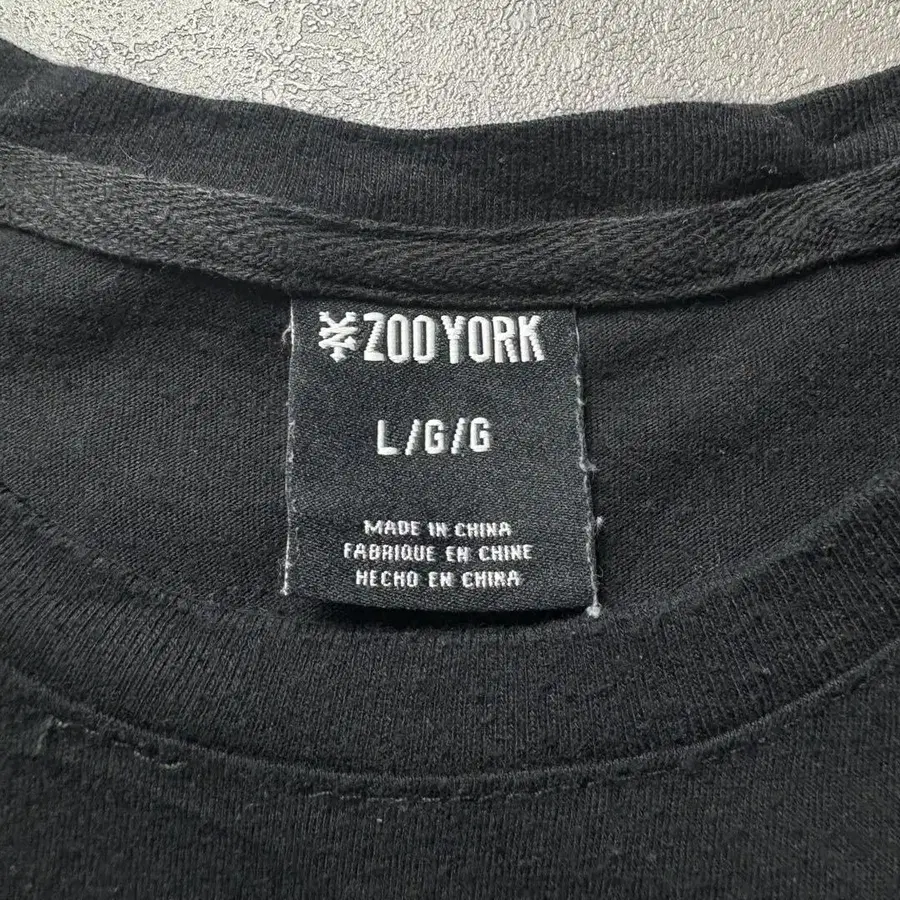 ZOO YORK
L/G/G
MADE IN CHINA
FABRIQUE EN CHINE
HECHO EN CHINA